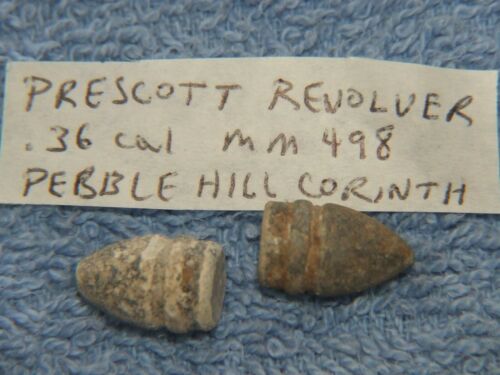 PRESCOTT REVOLVER
.36 cal mm 498
PEBBLE HILL CORINTH